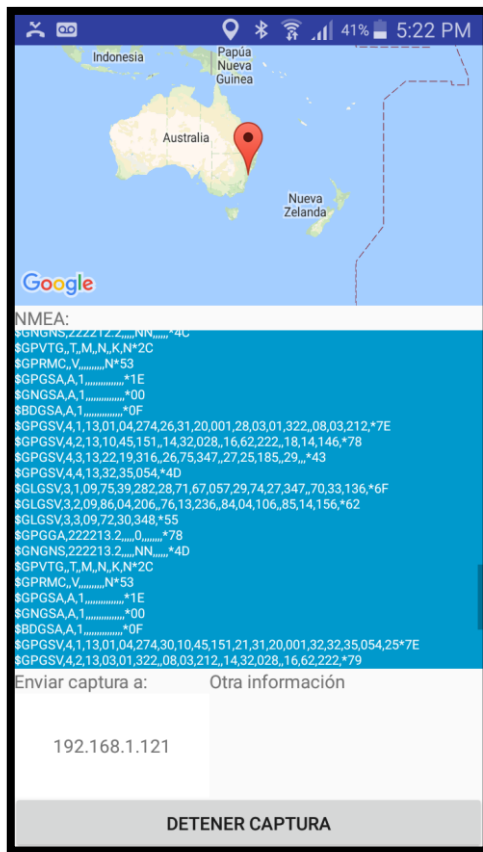 41% 5:22 PM
Indonesia
Papúa
Nueva
Guinea
Australia
Nueva
Zelanda
Google
NMEA:
$GNGNS,222212.2,,,,,NN,,,,,,*4C
$GPVTG,,T,,M,,N,,K,N*2C
$GPRMC,,V,,,,,,,,,,N*53
$GPGSA,A,1,,,,,,,,,,,,,,,*1E
$GNGSA,A,1,,,,,,,,,,,,,,,*00
$BDGSA,A,1,,,,,,,,,,,,,,,*0F
$GPGSV,4,1,13,01,04,274,26,31,20,001,28,03,01,322,,08,03,212,*7E
$GPGSV,4,2,13,10,45,151,,14,32,028,,16,62,222,,18,14,146,*78
$GPGSV,4,3,13,22,19,316,,26,75,347,,27,25,185,,29,,,*43
$GPGSV,4,4,13,32,35,054,*4D
$GLGSV,3,1,09,75,39,282,28,71,67,057,29,74,27,347,,70,33,136,*6F
$GLGSV,3,2,09,86,04,206,,76,13,236,,84,04,106,,85,14,156,*62
$GLGSV,3,3,09,72,30,348,*55
$GPGGA,222213.2,,,,,0,,,,,,,,*78
$GNGNS,222213.2,,,,,NN,,,,,,*4D
$GPVTG,,T,,M,,N,,K,N*2C
$GPRMC,,V,,,,,,,,,,N*53
$GPGSA,A,1,,,,,,,,,,,,,,,*1E
$GNGSA,A,1,,,,,,,,,,,,,,,*00
$BDGSA,A,1,,,,,,,,,,,,,,,*0F
$GPGSV,4,1,13,01,04,274,30,10,45,151,21,31,20,001,32,32,35,054,25*7E
$GPGSV,4,2,13,03,01,322,,08,03,212,,14,32,028,,16,62,222,*79
Enviar captura a: Otra información
192.168.1.121
DETENER CAPTURA